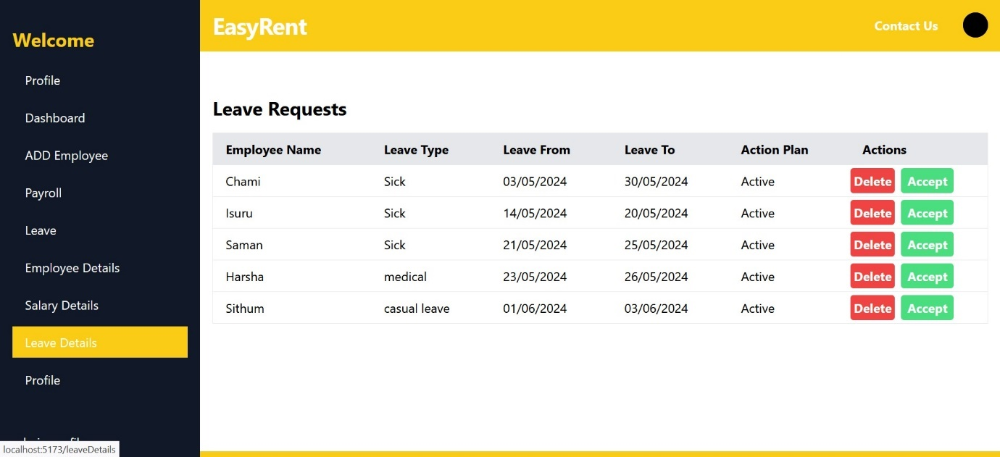 Welcome
Profile
Dashboard
ADD Employee
Payroll
Leave
Employee Details
Salary Details
Leave Details
Profile
localhost:5173/leaveDetails
EasyRent
Contact Us
Leave Requests
Employee Name Leave Type Leave From Leave To Action Plan Actions
Chami Sick 03/05/2024 30/05/2024 Active Delete Accept
Isuru Sick 14/05/2024 20/05/2024 Active Delete Accept
Saman Sick 21/05/2024 25/05/2024 Active Delete Accept
Harsha medical 23/05/2024 26/05/2024 Active Delete Accept
Sithum casual leave 01/06/2024 03/06/2024 Active Delete Accept